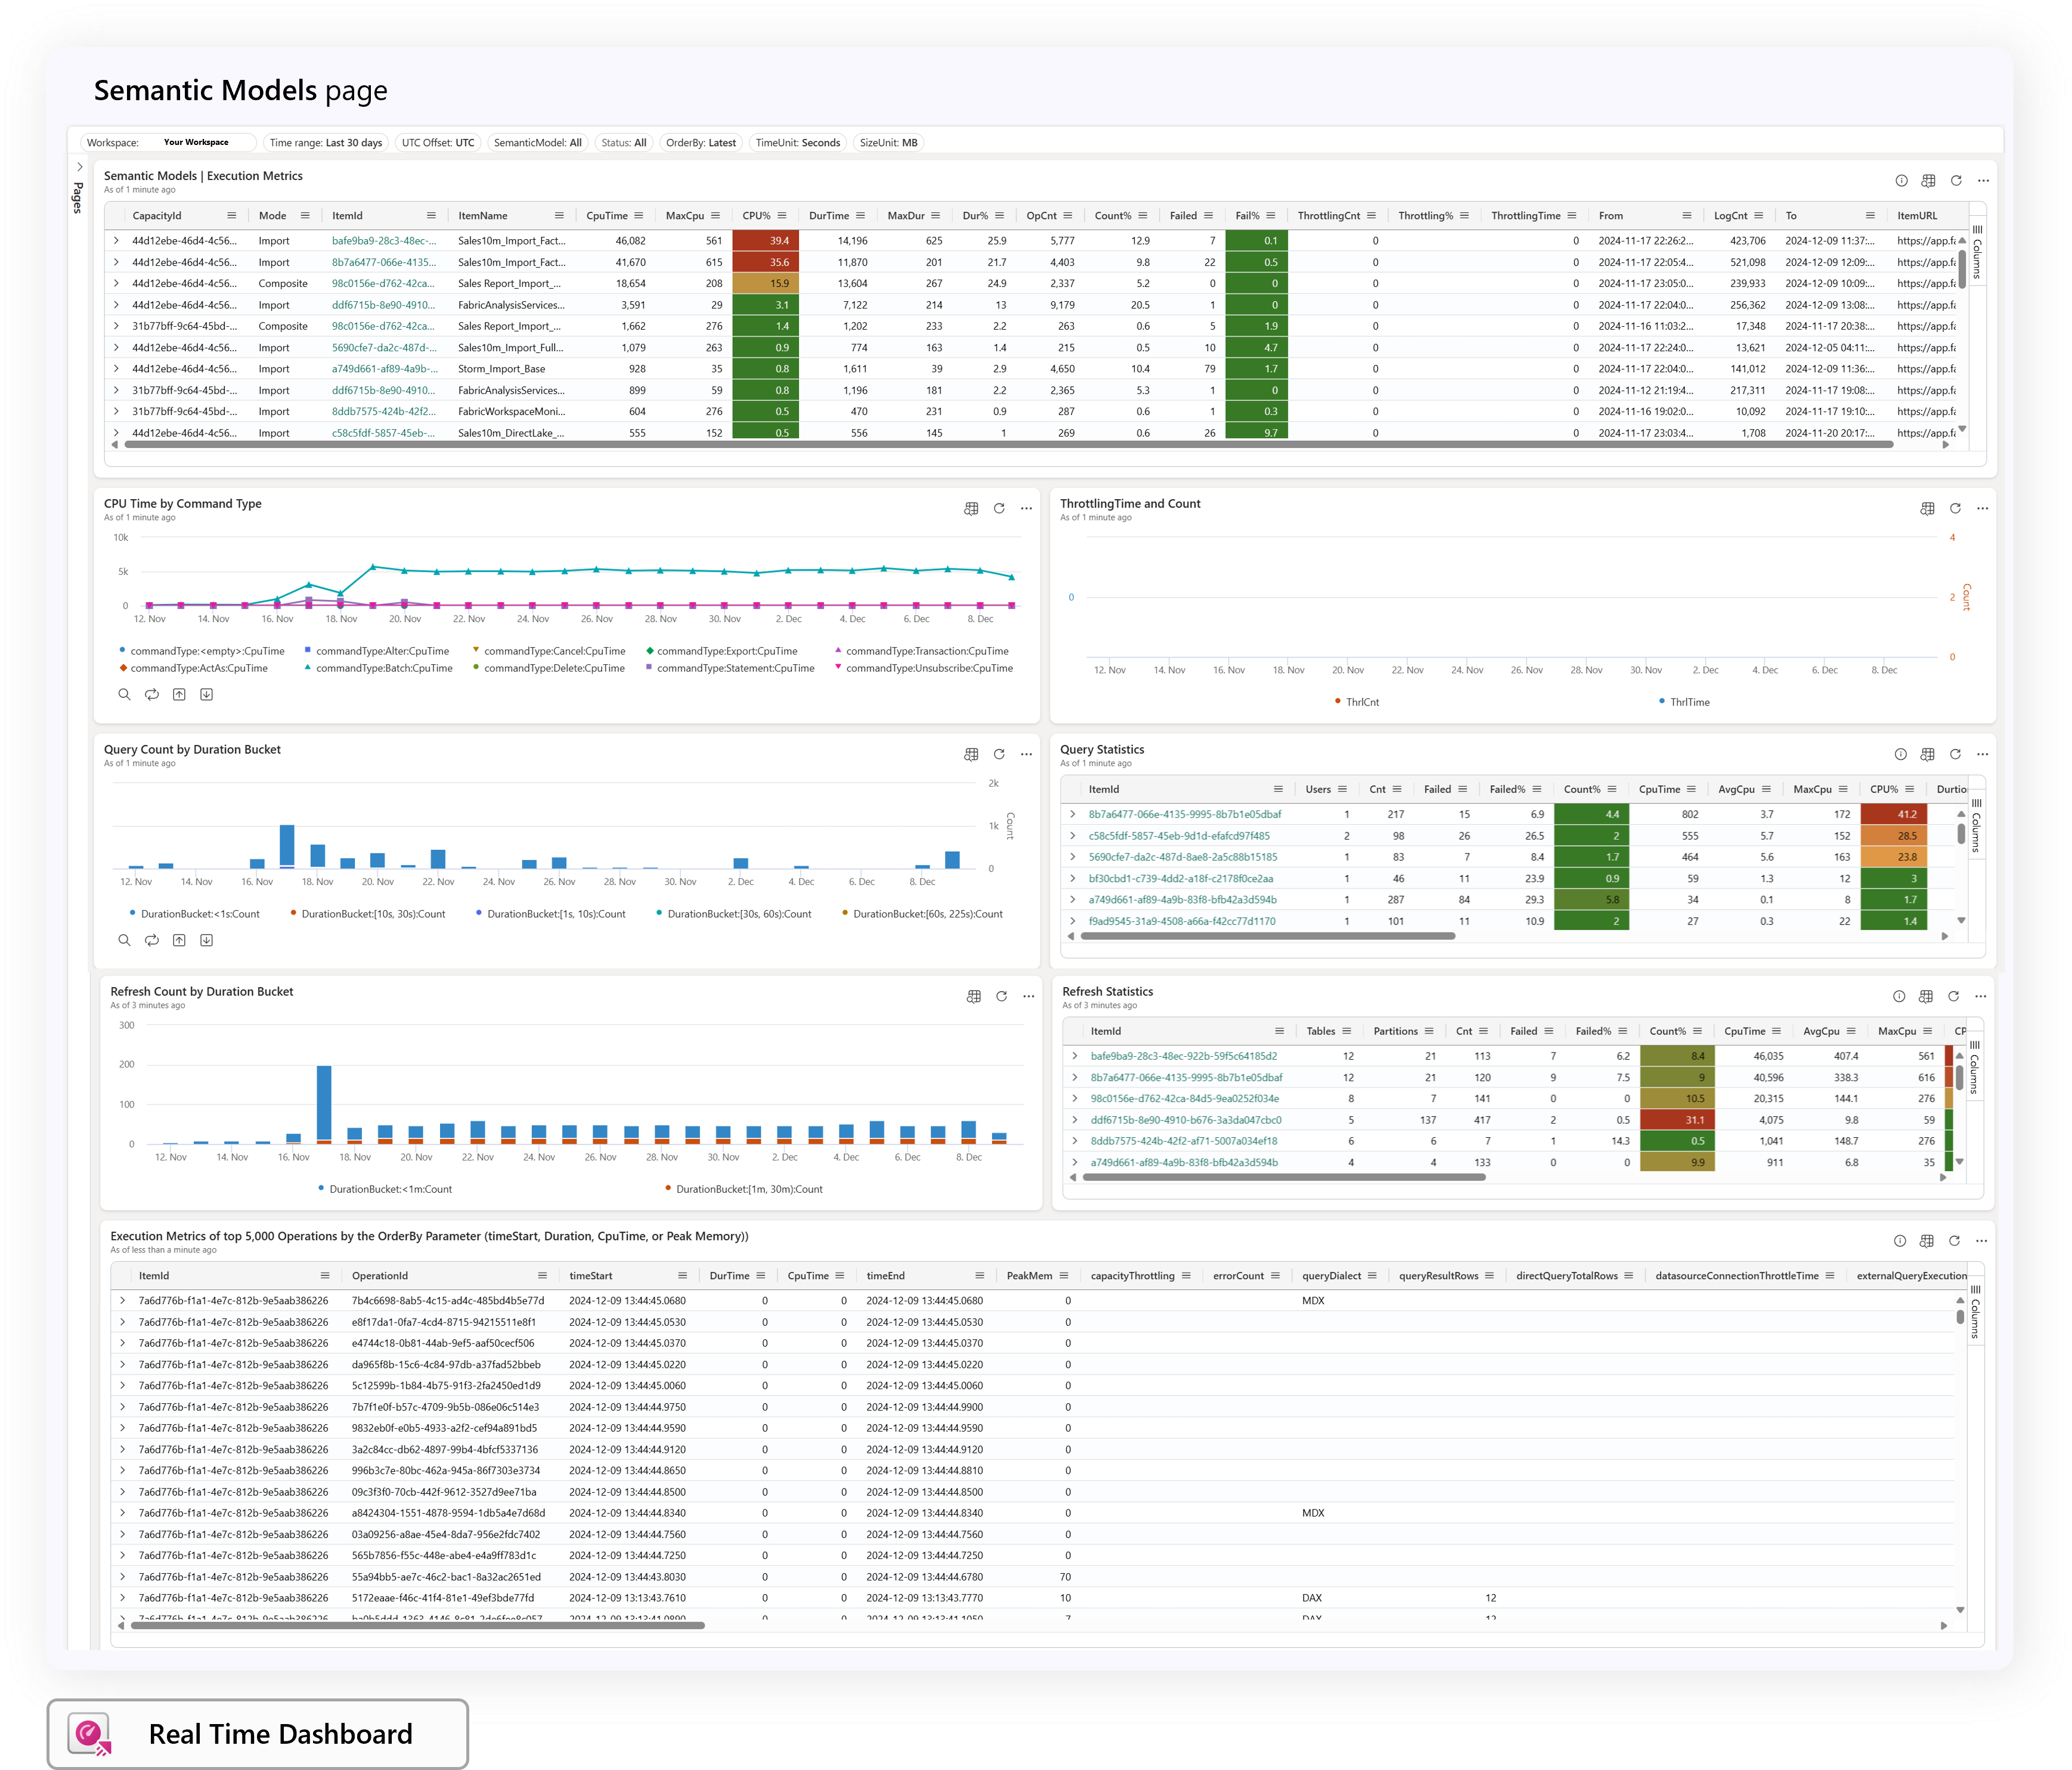 Semantic Models page
Workspace: Your Workspace Time range: Last 30 days UTC Offset: UTC SemanticModel: All Status: All OrderBy: Latest TimeUnit: Seconds SizeUnit: MB
Pages
Semantic Models | Execution Metrics
As of 1 minute ago
CapacityId Mode ItemId ItemName CpuTime MaxCpu CPU% DurTime MaxDur Dur% OpCnt Count% Failed Fail% ThrottlingCnt Throttling% ThrottlingTime From LogCnt To ItemURL
44d12ebe-46d4-4c56... Import bafe9ba9-28c3-48ec-... Sales10m_Import_Fact... 46,082 561 39.4 14,196 625 25.9 5,777 12.9 7 0.1 0 0 2024-11-17 22:26:2... 423,706 2024-12-09 11:37:... https://app.fa
44d12ebe-46d4-4c56... Import 8b7a6477-066e-4135... Sales10m_Import_Fact... 41,670 615 35.6 11,870 201 21.7 4,403 9.8 22 0.5 0 0 2024-11-17 22:05:4... 521,098 2024-12-09 12:09:... https://app.fa
44d12ebe-46d4-4c56... Composite 98c0156e-d762-42ca... Sales Report_Import_... 18,654 208 15.9 13,604 267 24.9 2,337 5.2 0 0 0 0 2024-11-17 23:05:0... 239,933 2024-12-09 10:09:... https://app.fa
44d12ebe-46d4-4c56... Import ddf6715b-8e90-4910... FabricAnalysisServices... 3,591 29 3.1 7,122 214 13 9,179 20.5 1 0 0 0 2024-11-17 22:04:0... 256,362 2024-12-09 13:08:... https://app.fa
31b77bff-9c64-45bd-... Composite 98c0156e-d762-42ca... Sales Report_Import_... 1,662 276 1.4 1,202 233 2.2 263 0.6 5 1.9 0 0 2024-11-16 11:03:2... 17,348 2024-11-17 20:38:... https://app.fa
44d12ebe-46d4-4c56... Import 5690cfe7-da2c-487d-... Sales10m_Import_Full... 1,079 263 0.9 774 163 1.4 215 0.5 10 4.7 0 0 2024-11-17 22:24:0... 13,621 2024-12-05 04:11:... https://app.fa
44d12ebe-46d4-4c56... Import a749d661-af89-4a9b-... Storm_Import_Base 928 35 0.8 1,611 39 2.9 4,650 10.4 79 1.7 0 0 2024-11-17 22:04:0... 141,012 2024-12-09 11:36:... https://app.fa
31b77bff-9c64-45bd-... Import ddf6715b-8e90-4910... FabricAnalysisServices... 899 59 0.8 1,196 181 2.2 2,365 5.3 1 0 0 0 2024-11-12 21:19:4... 217,311 2024-11-17 19:08:... https://app.fa
31b77bff-9c64-45bd-... Import 8ddb7575-424b-42f2... FabricWorkspaceMoni... 604 276 0.5 470 231 0.9 287 0.6 1 0.3 0 0 2024-11-16 19:02:0... 10,092 2024-11-17 19:10:... https://app.fa
44d12ebe-46d4-4c56... Import c58c5fdf-5857-45eb-... Sales10m_DirectLake_... 555 152 0.5 556 145 1 269 0.6 26 9.7 0 0 2024-11-17 23:03:4... 1,708 2024-11-20 20:17:... https://app.fa
Columns
CPU Time by Command Type
As of 1 minute ago
10k
5k
0
12. Nov 14. Nov 16. Nov 18. Nov 20. Nov 22. Nov 24. Nov 26. Nov 28. Nov 30. Nov 2. Dec 4. Dec 6. Dec 8. Dec
commandType:<empty>:CpuTime commandType:Alter:CpuTime commandType:Cancel:CpuTime commandType:Export:CpuTime commandType:Transaction:CpuTime
commandType:ActAs:CpuTime commandType:Batch:CpuTime commandType:Delete:CpuTime commandType:Statement:CpuTime commandType:Unsubscribe:CpuTime
ThrottlingTime and Count
As of 1 minute ago
4
0 2 Count
0
12. Nov 14. Nov 16. Nov 18. Nov 20. Nov 22. Nov 24. Nov 26. Nov 28. Nov 30. Nov 2. Dec 4. Dec 6. Dec 8. Dec
ThrlCnt ThrlTime
Query Count by Duration Bucket
As of 1 minute ago
2k
1k Count
0
12. Nov 14. Nov 16. Nov 18. Nov 20. Nov 22. Nov 24. Nov 26. Nov 28. Nov 30. Nov 2. Dec 4. Dec 6. Dec 8. Dec
DurationBucket:<1s:Count DurationBucket:[10s, 30s):Count DurationBucket:[1s, 10s):Count DurationBucket:[30s, 60s):Count DurationBucket:[60s, 225s):Count
Query Statistics
As of 1 minute ago
ItemId Users Cnt Failed Failed% Count% CpuTime AvgCpu MaxCpu CPU% Durtio
8b7a6477-066e-4135-9995-8b7b1e05dbaf 1 217 15 6.9 4.4 802 3.7 172 41.2
c58c5fdf-5857-45eb-9d1d-efafcd97f485 2 98 26 26.5 2 555 5.7 152 28.5
5690cfe7-da2c-487d-8ae8-2a5c88b15185 1 83 7 8.4 1.7 464 5.6 163 23.8
bf30cbd1-c739-4dd2-a18f-c2178f0ce2aa 1 46 11 23.9 0.9 59 1.3 12 3
a749d661-af89-4a9b-83f8-bfb42a3d594b 1 287 84 29.3 5.8 34 0.1 8 1.7
f9ad9545-31a9-4508-a66a-f42cc77d1170 1 101 11 10.9 2 27 0.3 22 1.4
Columns
Refresh Count by Duration Bucket
As of 3 minutes ago
300
200
100
0
12. Nov 14. Nov 16. Nov 18. Nov 20. Nov 22. Nov 24. Nov 26. Nov 28. Nov 30. Nov 2. Dec 4. Dec 6. Dec 8. Dec
DurationBucket:<1m:Count DurationBucket:[1m, 30m):Count
Refresh Statistics
As of 3 minutes ago
ItemId Tables Partitions Cnt Failed Failed% Count% CpuTime AvgCpu MaxCpu CP
bafe9ba9-28c3-48ec-922b-59f5c64185d2 12 21 113 7 6.2 8.4 46,035 407.4 561
8b7a6477-066e-4135-9995-8b7b1e05dbaf 12 21 120 9 7.5 9 40,596 338.3 616
98c0156e-d762-42ca-84d5-9ea0252f034e 8 7 141 0 0 10.5 20,315 144.1 276
ddf6715b-8e90-4910-b676-3a3da047cbc0 5 137 417 2 0.5 31.1 4,075 9.8 59
8ddb7575-424b-42f2-af71-5007a034ef18 6 6 7 1 14.3 0.5 1,041 148.7 276
a749d661-af89-4a9b-83f8-bfb42a3d594b 4 4 133 0 0 9.9 911 6.8 35
Columns
Execution Metrics of top 5,000 Operations by the OrderBy Parameter (timeStart, Duration, CpuTime, or Peak Memory))
As of less than a minute ago
ItemId OperationId timeStart DurTime CpuTime timeEnd PeakMem capacityThrottling errorCount queryDialect queryResultRows directQueryTotalRows datasourceConnectionThrottleTime externalQueryExecution
7a6d776b-f1a1-4e7c-812b-9e5aab386226 7b4c6698-8ab5-4c15-ad4c-485bd4b5e77d 2024-12-09 13:44:45.0680 0 0 2024-12-09 13:44:45.0680 0 MDX
7a6d776b-f1a1-4e7c-812b-9e5aab386226 e8f17da1-0fa7-4cd4-8715-94215511e8f1 2024-12-09 13:44:45.0530 0 0 2024-12-09 13:44:45.0530 0
7a6d776b-f1a1-4e7c-812b-9e5aab386226 e4744c18-0b81-44ab-9ef5-aaf50cecf506 2024-12-09 13:44:45.0370 0 0 2024-12-09 13:44:45.0370 0
7a6d776b-f1a1-4e7c-812b-9e5aab386226 da965f8b-15c6-4c84-97db-a37fad52bbeb 2024-12-09 13:44:45.0220 0 0 2024-12-09 13:44:45.0220 0
7a6d776b-f1a1-4e7c-812b-9e5aab386226 5c12599b-1b84-4b75-91f3-2fa2450ed1d9 2024-12-09 13:44:45.0060 0 0 2024-12-09 13:44:45.0060 0
7a6d776b-f1a1-4e7c-812b-9e5aab386226 7b7f1e0f-b57c-4709-9b5b-086e06c514e3 2024-12-09 13:44:44.9750 0 0 2024-12-09 13:44:44.9900 0
7a6d776b-f1a1-4e7c-812b-9e5aab386226 9832eb0f-e0b5-4933-a2f2-cef94a891bd5 2024-12-09 13:44:44.9590 0 0 2024-12-09 13:44:44.9590 0
7a6d776b-f1a1-4e7c-812b-9e5aab386226 3a2c84cc-db62-4897-99b4-4bfcf5337136 2024-12-09 13:44:44.9120 0 0 2024-12-09 13:44:44.9120 0
7a6d776b-f1a1-4e7c-812b-9e5aab386226 996b3c7e-80bc-462a-945a-86f7303e3734 2024-12-09 13:44:44.8650 0 0 2024-12-09 13:44:44.8810 0
7a6d776b-f1a1-4e7c-812b-9e5aab386226 09c3f3f0-70cb-442f-9612-3527d9ee71ba 2024-12-09 13:44:44.8500 0 0 2024-12-09 13:44:44.8500 0
7a6d776b-f1a1-4e7c-812b-9e5aab386226 a8424304-1551-4878-9594-1db5a4e7d68d 2024-12-09 13:44:44.8340 0 0 2024-12-09 13:44:44.8340 0 MDX
7a6d776b-f1a1-4e7c-812b-9e5aab386226 03a09256-a8ae-45e4-8da7-956e2fdc7402 2024-12-09 13:44:44.7560 0 0 2024-12-09 13:44:44.7560 0
7a6d776b-f1a1-4e7c-812b-9e5aab386226 565b7856-f55c-448e-abe4-e4a9ff783d1c 2024-12-09 13:44:44.7250 0 0 2024-12-09 13:44:44.7250 0
7a6d776b-f1a1-4e7c-812b-9e5aab386226 55a94bb5-ae7c-46c2-bac1-8a32ac2651ed 2024-12-09 13:44:43.8030 0 0 2024-12-09 13:44:44.6780 70
7a6d776b-f1a1-4e7c-812b-9e5aab386226 5172eaae-f46c-41f4-81e1-49ef3bde77fd 2024-12-09 13:13:43.7610 0 0 2024-12-09 13:13:43.7770 10 DAX 12
Columns
Real Time Dashboard